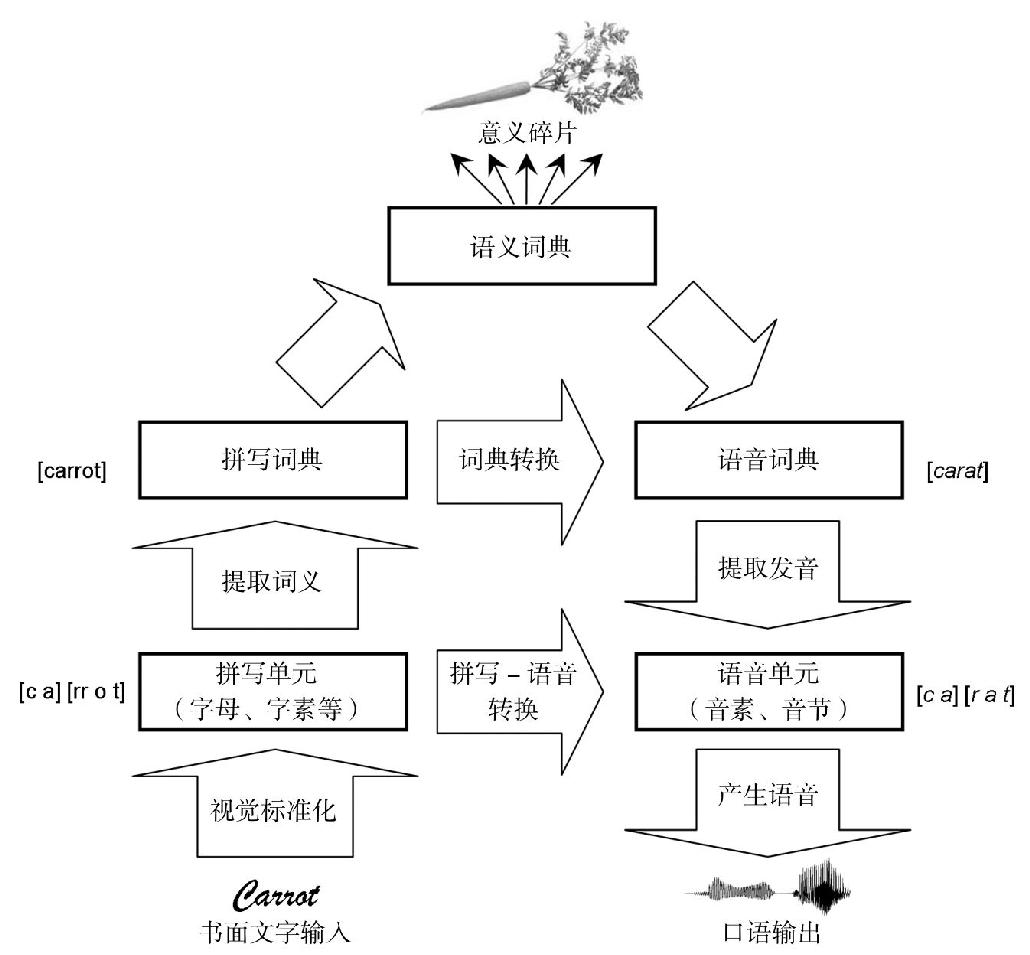 意义碎片
语义词典
[carrot]
拼写词典
词典转换
语音词典
[carat]
提取词义
提取发音
[c a] [rr o t]
拼写单元
（字母、字素等）
拼写－语音
转换
语音单元
（音素、音节）
[c a] [r a t]
视觉标准化
产生语音
Carrot
书面文字输入
口语输出